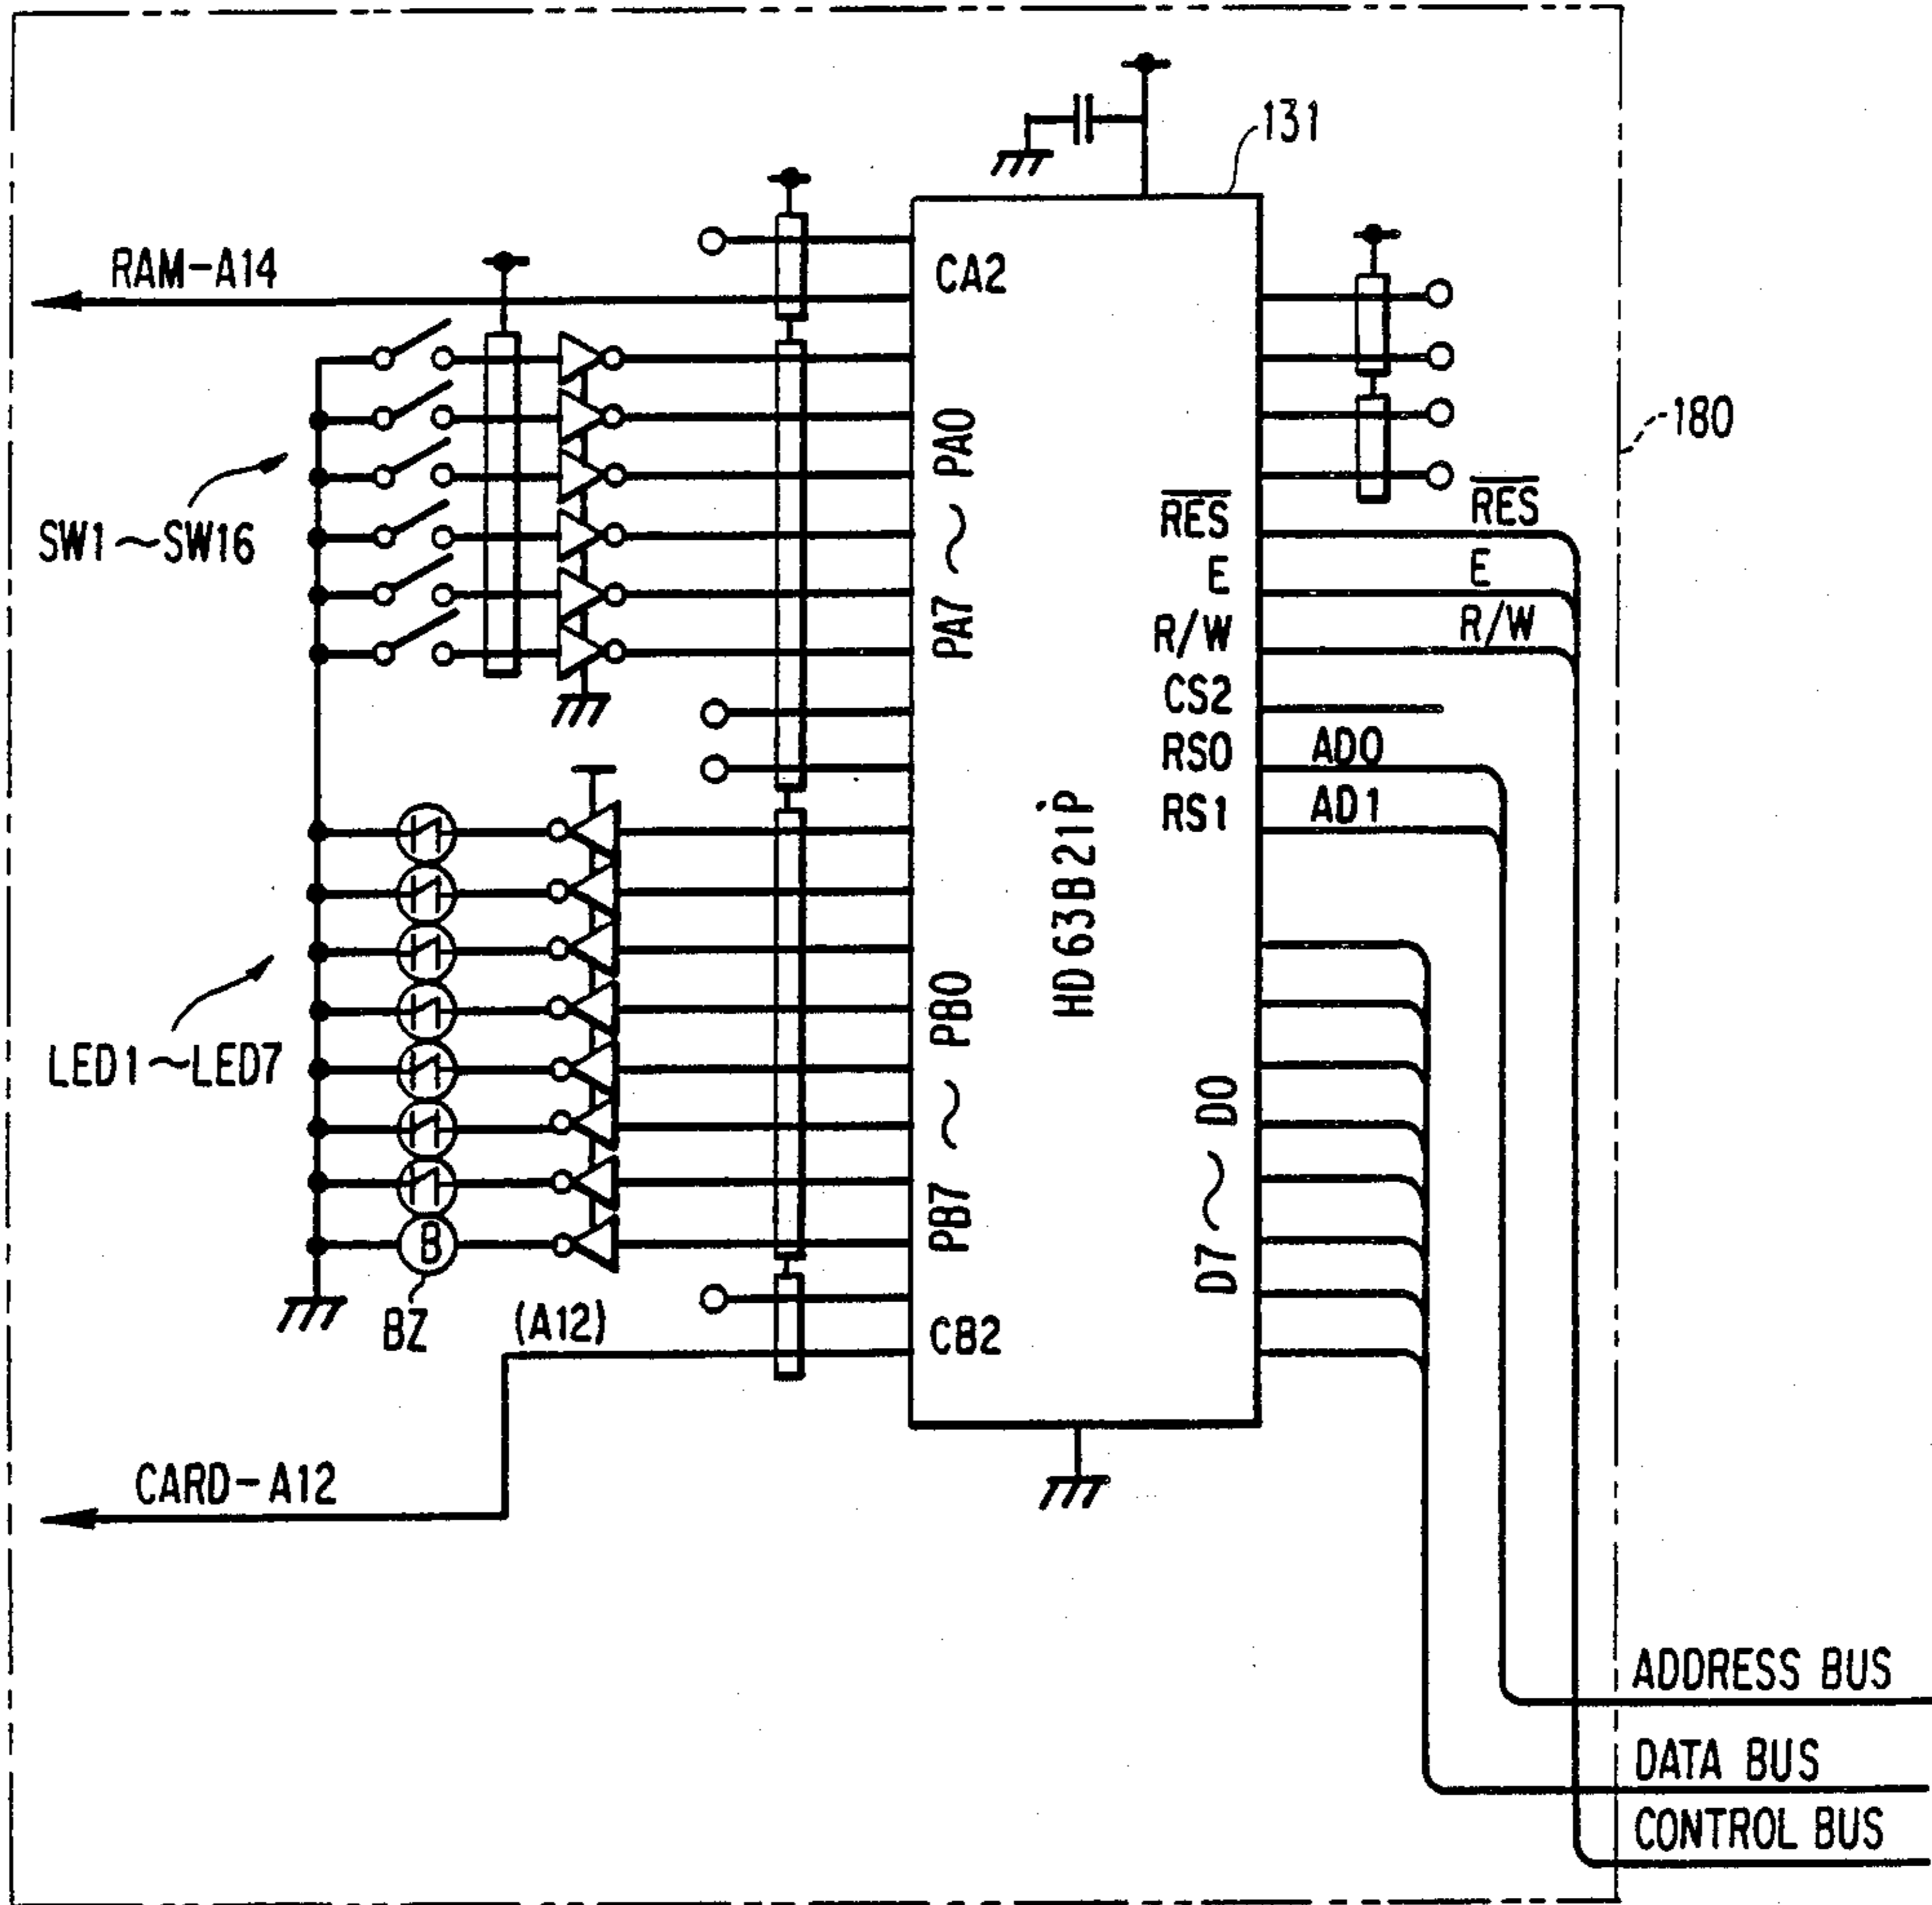 131
RAM-A14
CA2
180
PA7~PA0
SW1~SW16
RES
RES
E
E
R/W
R/W
CS2
RS0
AD0
RS1
AD1
HD63B21P
PB7~PB0
LED1~LED7
D7~D0
B
BZ
(A12)
CB2
CARD-A12
ADDRESS BUS
DATA BUS
CONTROL BUS